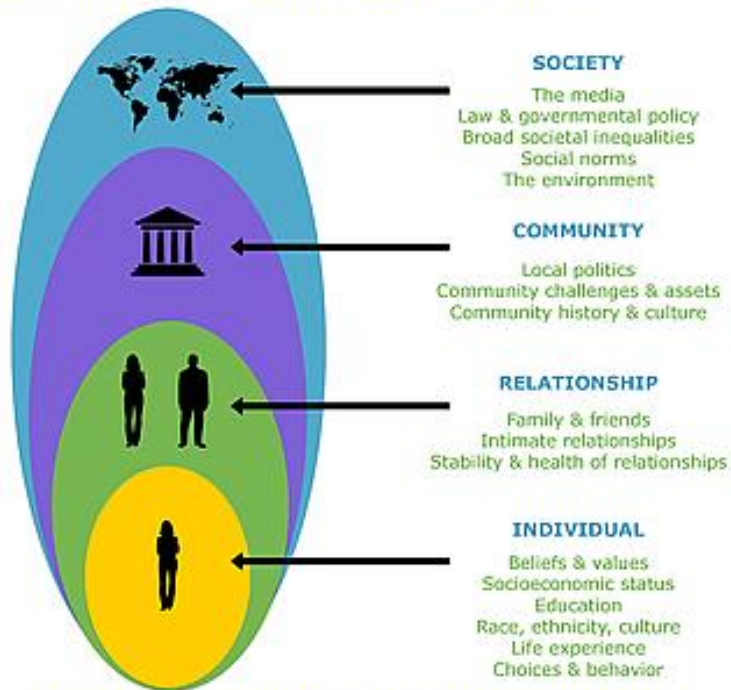 SOCIETY
The media
Law & governmental policy
Broad societal inequalities
Social norms
The environment
COMMUNITY
Local politics
Community challenges & assets
Community history & culture
RELATIONSHIP
Family & friends
Intimate relationships
Stability & health of relationships
INDIVIDUAL
Beliefs & values
Socioeconomic status
Education
Race, ethnicity, culture
Life experience
Choices & behavior